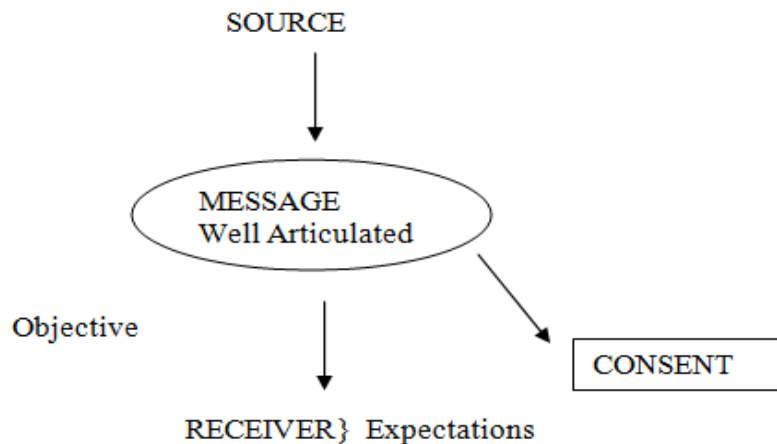 SOURCE
MESSAGE
Well Articulated
Objective
CONSENT
RECEIVER} Expectations